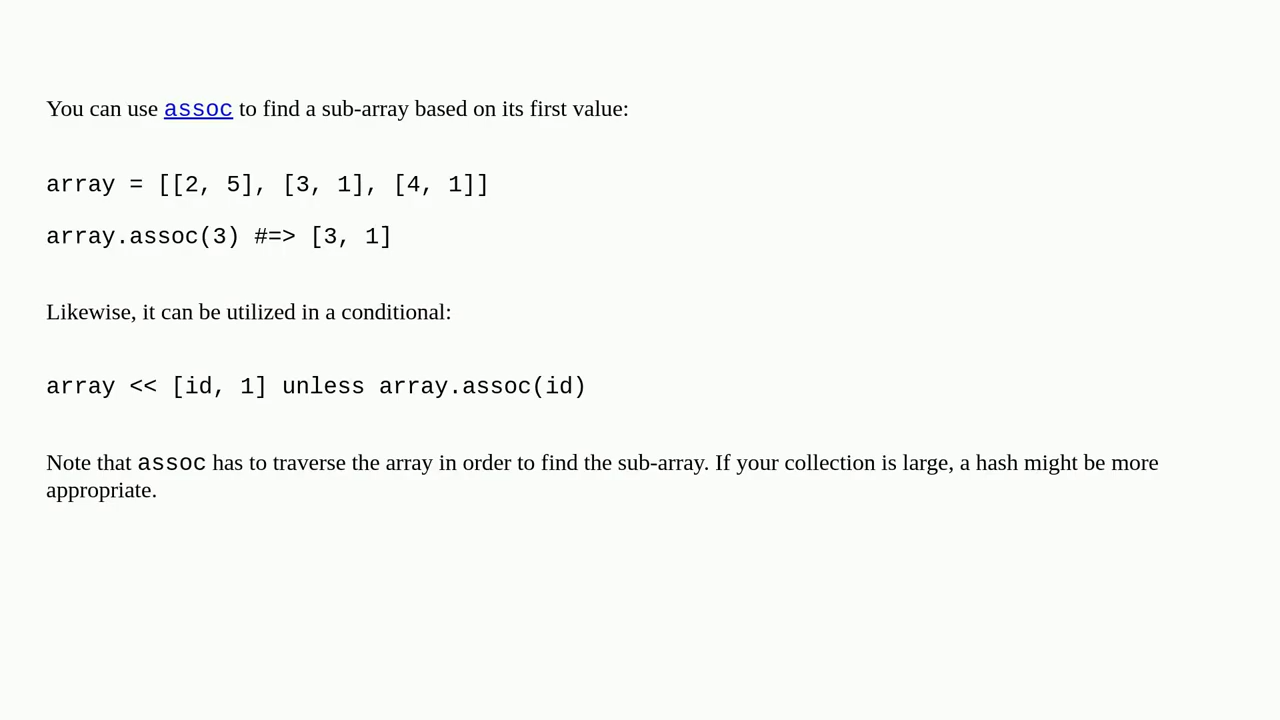 You can use assoc to find a sub-array based on its first value:
array = [[2, 5], [3, 1], [4, 1]]
array.assoc(3) #=> [3, 1]
Likewise, it can be utilized in a conditional:
array << [id, 1] unless array.assoc(id)
Note that assoc has to traverse the array in order to find the sub-array. If your collection is large, a hash might be more
appropriate.